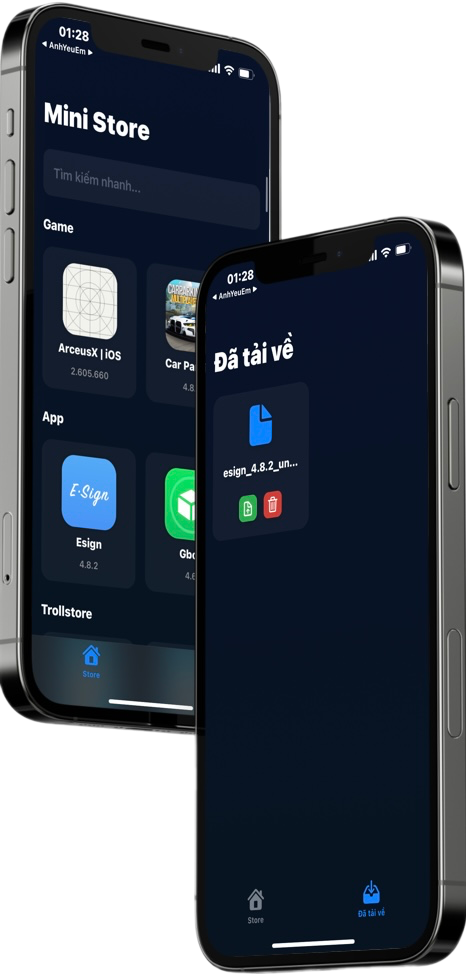 01:28
◂ AnhYeuEm ▸
Mini Store
Tìm kiếm nhanh...
Game
ArceusX | iOS
2.605.660
Car Pa
4.8.
App
E·Sign
Esign
4.8.2
Gbo
4.6
Trollstore
Store
01:28
◂ AnhYeuEm ▸
Đã tải về
esign_4.8.2_un...
Store
Đã tải về